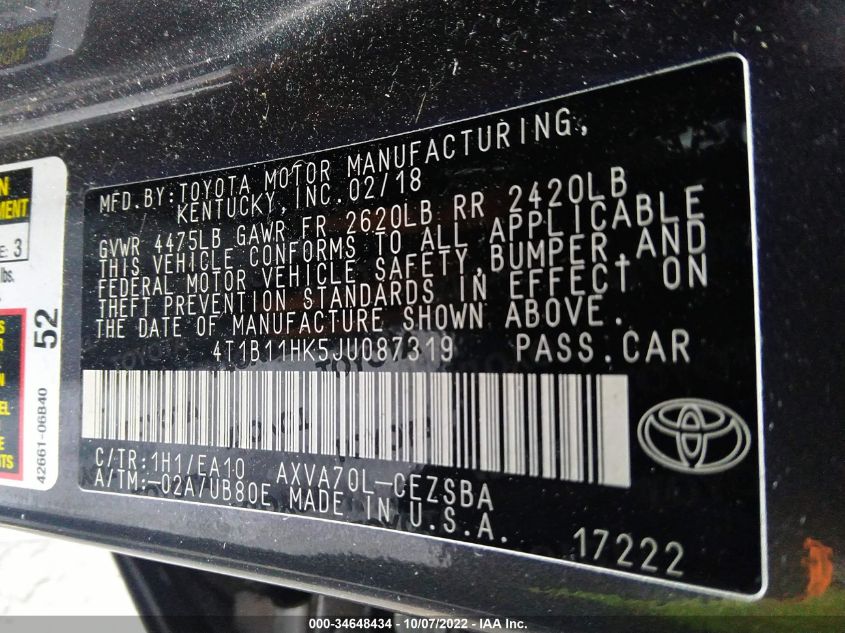 MFD.BY:TOYOTA MOTOR MANUFACTURING,
KENTUCKY, INC.02/18
GVWR 4475LB GAWR FR 2620LB RR 2420LB
THIS VEHICLE CONFORMS TO ALL APPLICABLE
FEDERAL MOTOR VEHICLE SAFETY,BUMPER,AND
THEFT PREVENTION STANDARDS IN EFFECT ON
THE DATE OF MANUFACTURE SHOWN ABOVE.
4T1B11HK5JU087319 PASS.CAR
C/TR:1H1/EA10 AXVA70L-CEZSBA
A/TM:-02A/UB80E MADE IN U.S.A.
17222
3
lbs.
52
42661-06B40
000-34648434 - 10/07/2022 - IAA, Inc.